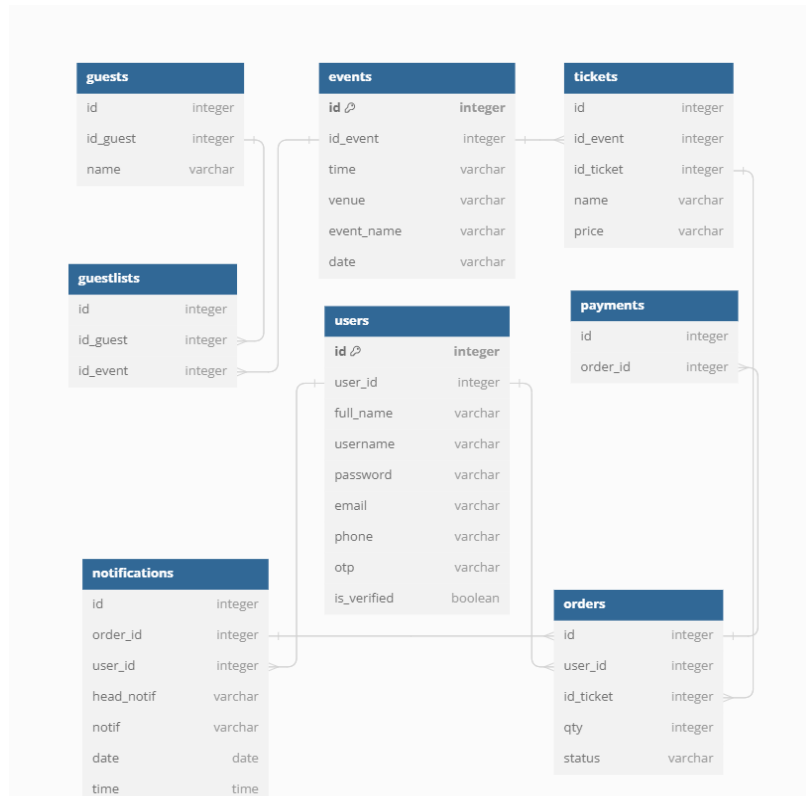 guests
id integer
id_guest integer
name varchar
events
id integer
id_event integer
time varchar
venue varchar
event_name varchar
date varchar
tickets
id integer
id_event integer
id_ticket integer
name varchar
price varchar
guestlists
id integer
id_guest integer
id_event integer
users
id integer
user_id integer
full_name varchar
username varchar
password varchar
email varchar
phone varchar
otp varchar
is_verified boolean
payments
id integer
order_id integer
notifications
id integer
order_id integer
user_id integer
head_notif varchar
notif varchar
date date
time time
orders
id integer
user_id integer
id_ticket integer
qty integer
status varchar